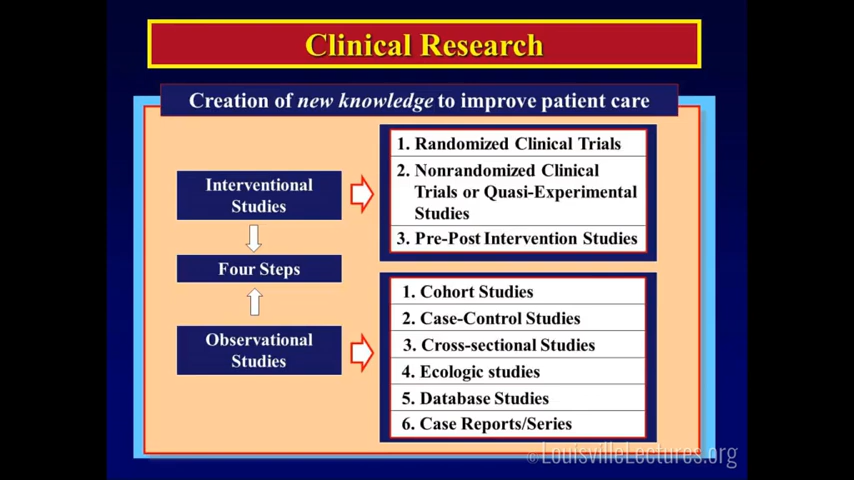 Clinical Research
Creation of new knowledge to improve patient care
Interventional
Studies
1. Randomized Clinical Trials
2. Nonrandomized Clinical
Trials or Quasi-Experimental
Studies
3. Pre-Post Intervention Studies
Four Steps
Observational
Studies
1. Cohort Studies
2. Case-Control Studies
3. Cross-sectional Studies
4. Ecologic studies
5. Database Studies
6. Case Reports/Series
© LouisvilleLectures.org